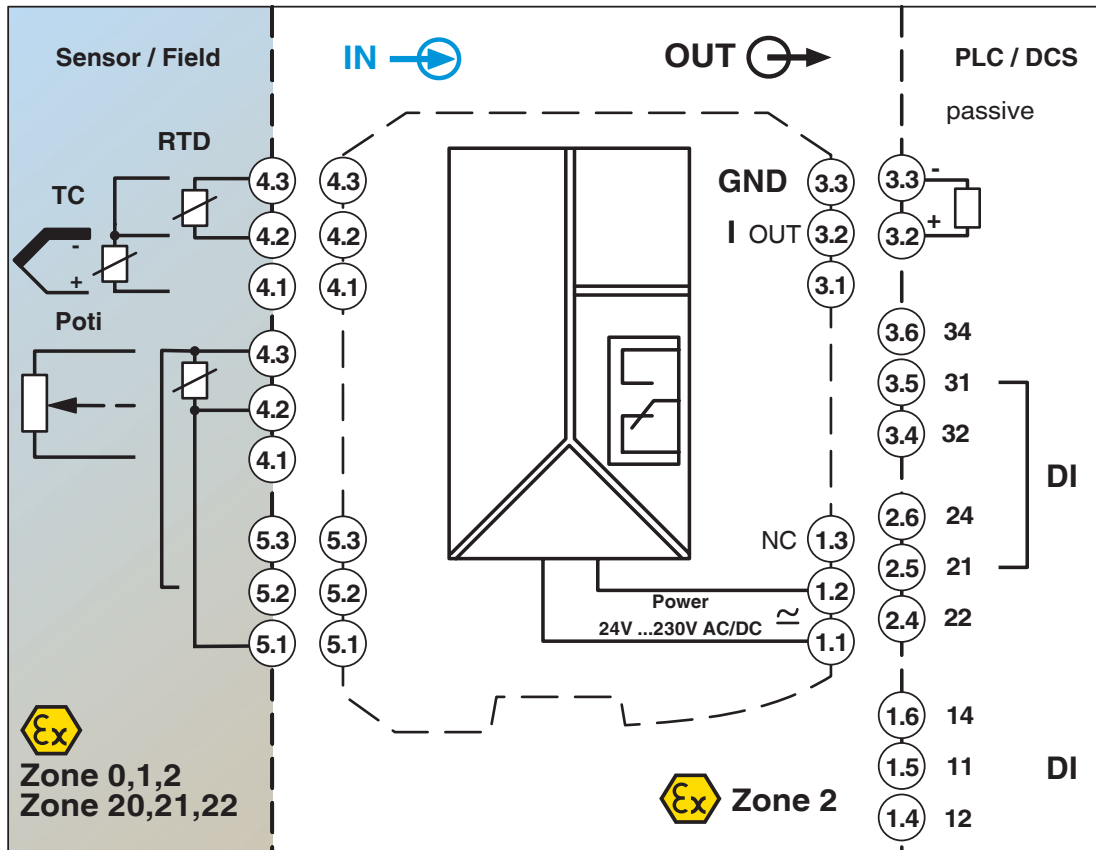 Sensor / Field
IN
OUT
PLC / DCS
passive
RTD
TC
-
+
4.3
4.2
4.1
Poti
4.3
4.2
4.1
5.3
5.2
5.1
4.3
4.2
4.1
5.3
5.2
5.1
GND
I OUT
3.3
3.2
3.1
NC
1.3
1.2
1.1
Power
24V ...230V AC/DC
3.3
-
3.2
+
3.6 34
3.5 31
3.4 32
DI
2.6 24
2.5 21
2.4 22
1.6 14
1.5 11
DI
1.4 12
Ex
Zone 0,1,2
Zone 20,21,22
Ex Zone 2